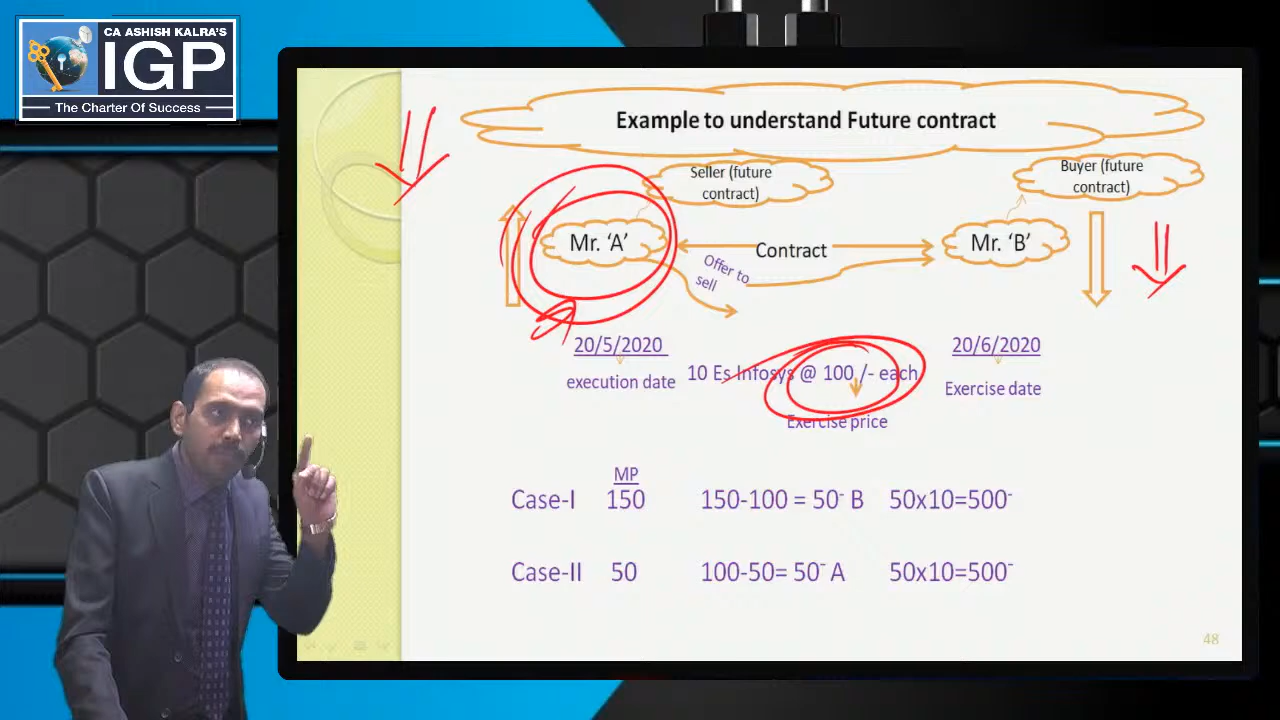 CA ASHISH KALRA'S
IGP
The Charter Of Success
Example to understand Future contract
Seller (future
contract)
Buyer (future
contract)
Mr. 'A'
Contract
Mr. 'B'
Offer to
sell
20/5/2020
execution date
10 Es Infosys @ 100 /- each
20/6/2020
Exercise date
Exercise price
MP
Case-I 150 150-100 = 50- B 50x10=500-
Case-II 50 100-50= 50- A 50x10=500-
48